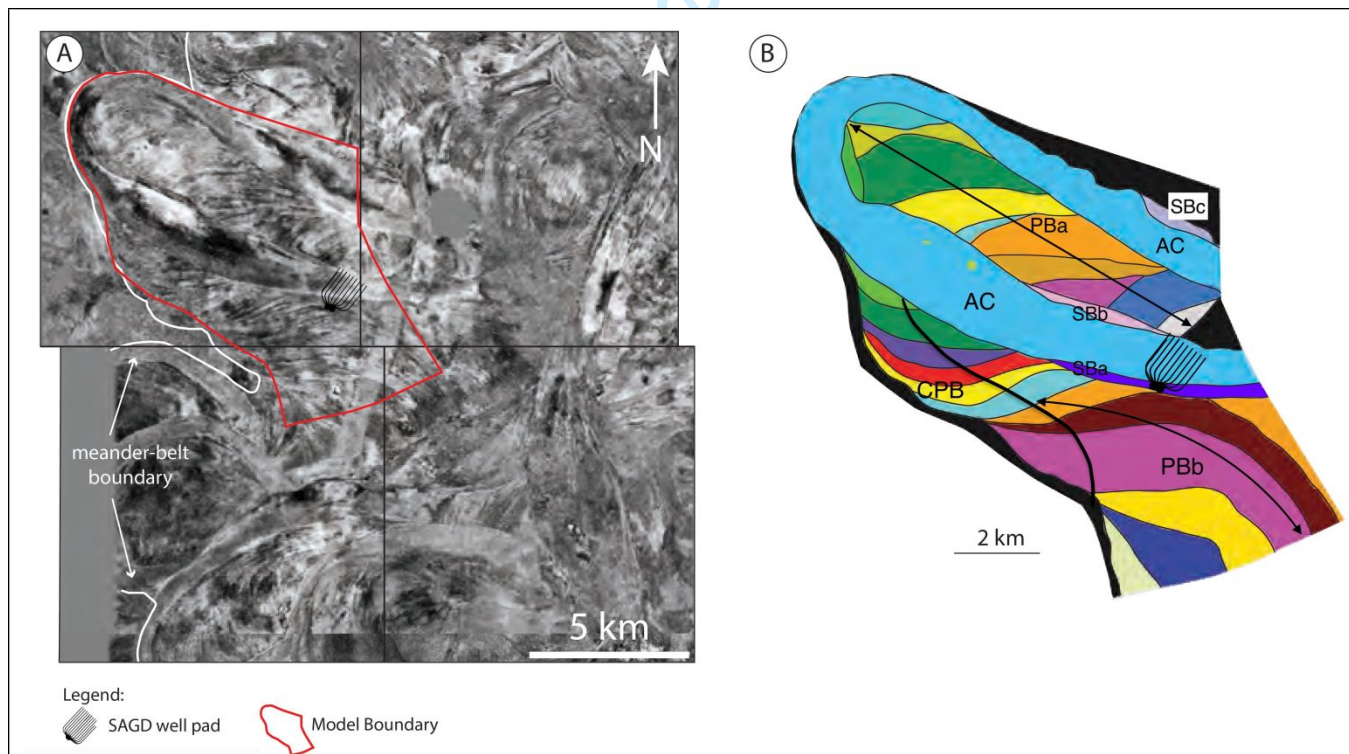 A
N
meander-belt
boundary
5 km
Legend:
SAGD well pad
Model Boundary
B
SBc
PBa
AC
AC
SBb
SBa
CPB
PBb
2 km